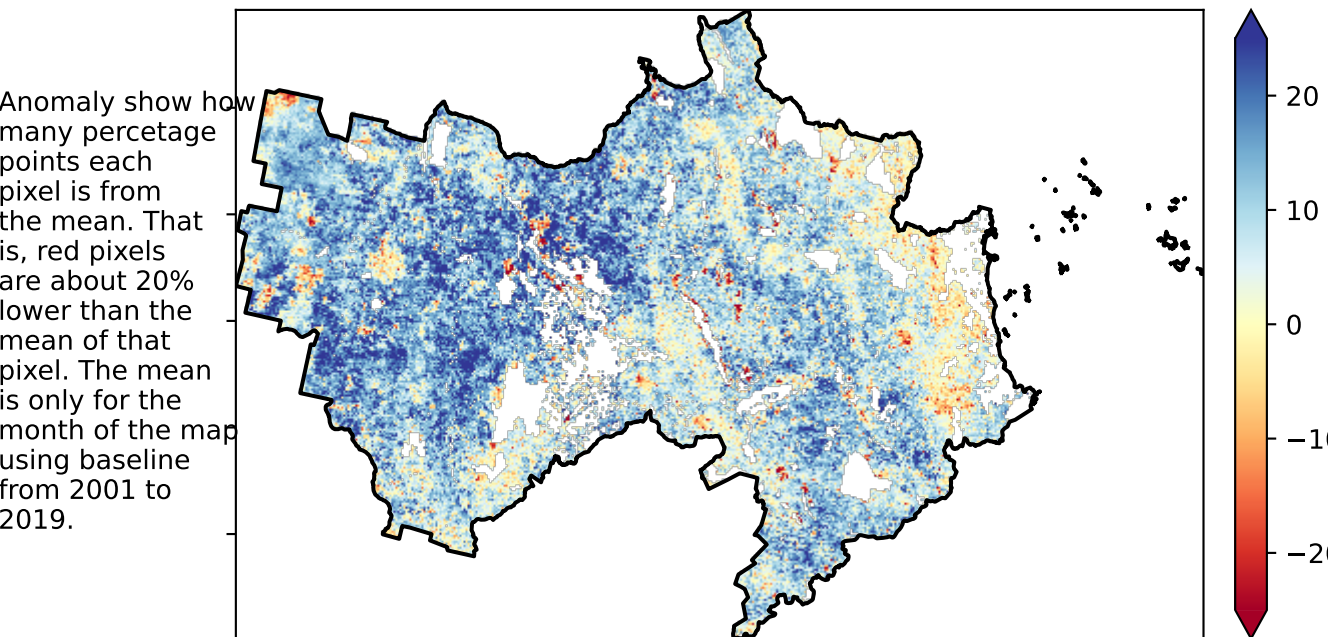 Anomaly show how
many percetage
points each
pixel is from
the mean. That
is, red pixels
are about 20%
lower than the
mean of that
pixel. The mean
is only for the
month of the map
using baseline
from 2001 to
2019.
20
10
0
−10
−20